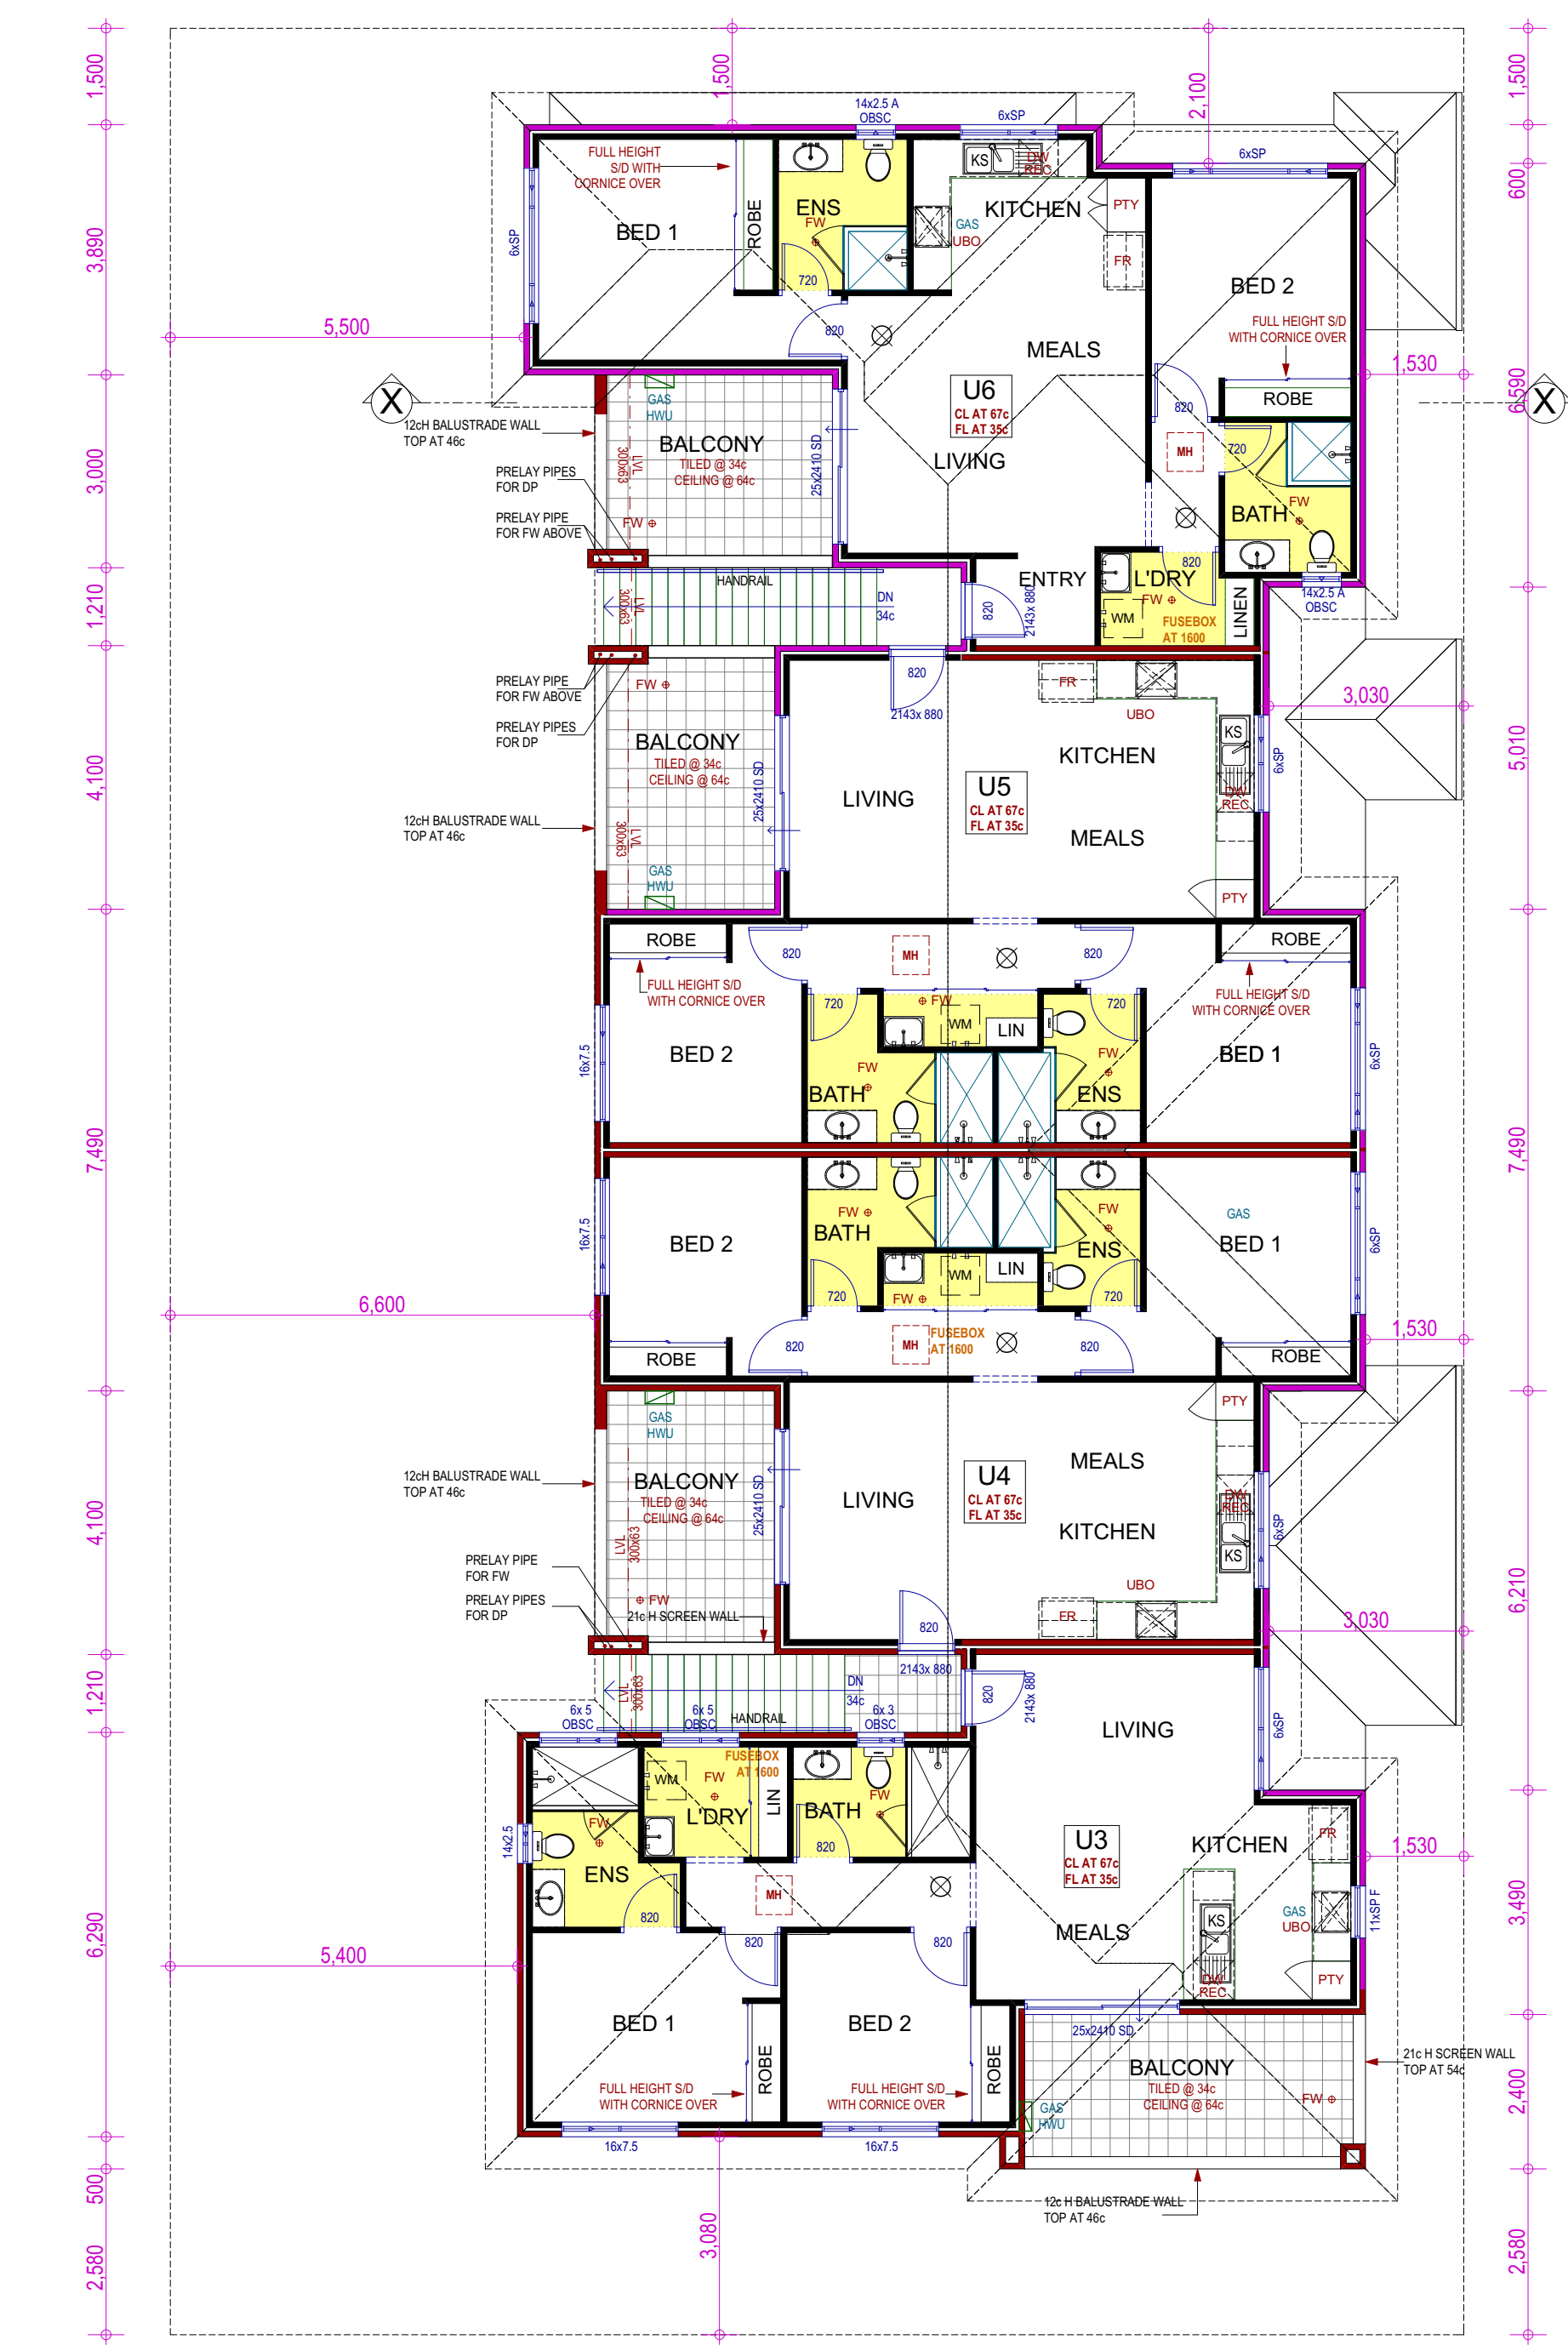 1,500
1,500
2,100
1,500
14x2.5 A
OBSC
6xSP
6xSP
600
FULL HEIGHT
S/D WITH
CORNICE OVER
KS
DW
REC
ENS
FW
KITCHEN
PTY
GAS
UBO
ROBE
BED 1
3,890
6xSP
FR
720
BED 2
5,500
820
FULL HEIGHT S/D
WITH CORNICE OVER
MEALS
1,530
6,590
X
GAS
HWU
U6
CL AT 67c
FL AT 35c
820
ROBE
X
12cH BALUSTRADE WALL
TOP AT 46c
BALCONY
TILED @ 34c
CEILING @ 64c
25x2410 SD
LIVING
MH
720
3,000
PRELAY PIPES
FOR DP
LVL
300x63
FW
BATH
PRELAY PIPE
FOR FW ABOVE
FW
HANDRAIL
ENTRY
L'DRY
820
14x2.5 A
OBSC
1,210
LVL
300x63
DN
34c
820
2143x 880
FW
WM
FUSEBOX
AT 1600
LINEN
PRELAY PIPE
FOR FW ABOVE
FW
820
FR
3,030
PRELAY PIPES
FOR DP
2143x 880
UBO
KS
BALCONY
TILED @ 34c
CEILING @ 64c
KITCHEN
6xSP
5,010
4,100
25x2410 SD
LIVING
U5
CL AT 67c
FL AT 35c
DW
REC
12cH BALUSTRADE WALL
TOP AT 46c
LVL
300x63
MEALS
GAS
HWU
PTY
ROBE
820
MH
820
ROBE
FULL HEIGHT S/D
WITH CORNICE OVER
720
FW
WM
LIN
720
FULL HEIGHT S/D
WITH CORNICE OVER
16x7.5
BED 2
FW
FW
BED 1
6xSP
BATH
ENS
7,490
7,490
16x7.5
BED 2
FW
BATH
FW
ENS
GAS
BED 1
6xSP
WM
LIN
6,600
720
FW
720
1,530
ROBE
820
MH
FUSEBOX
AT 1600
820
ROBE
GAS
HWU
PTY
12cH BALUSTRADE WALL
TOP AT 46c
BALCONY
TILED @ 34c
CEILING @ 64c
25x2410 SD
LIVING
U4
CL AT 67c
FL AT 35c
MEALS
KITCHEN
DW
REC
KS
6xSP
4,100
LVL
300x63
PRELAY PIPE
FOR FW
UBO
6,210
PRELAY PIPES
FOR DP
FW
21c H SCREEN WALL
820
FR
3,030
2143x 880
1,210
LVL
300x63
DN
34c
820
2143x 880
6x 5
OBSC
6x 5
OBSC
HANDRAIL
6x 3
OBSC
LIVING
6xSP
FUSEBOX
AT 1600
WM
FW
L'DRY
LIN
BATH
FW
FW
14x2.5
820
U3
CL AT 67c
FL AT 35c
KITCHEN
FR
1,530
ENS
MH
KS
GAS
UBO
11xSP F
3,490
820
820
820
MEALS
6,290
5,400
DW
REC
PTY
BED 1
BED 2
25x2410 SD
ROBE
ROBE
BALCONY
TILED @ 34c
CEILING @ 64c
FW
21c H SCREEN WALL
TOP AT 54c
FULL HEIGHT S/D
WITH CORNICE OVER
FULL HEIGHT S/D
WITH CORNICE OVER
GAS
HWU
2,400
16x7.5
16x7.5
500
12c H BALUSTRADE WALL
TOP AT 46c
3,080
2,580
2,580